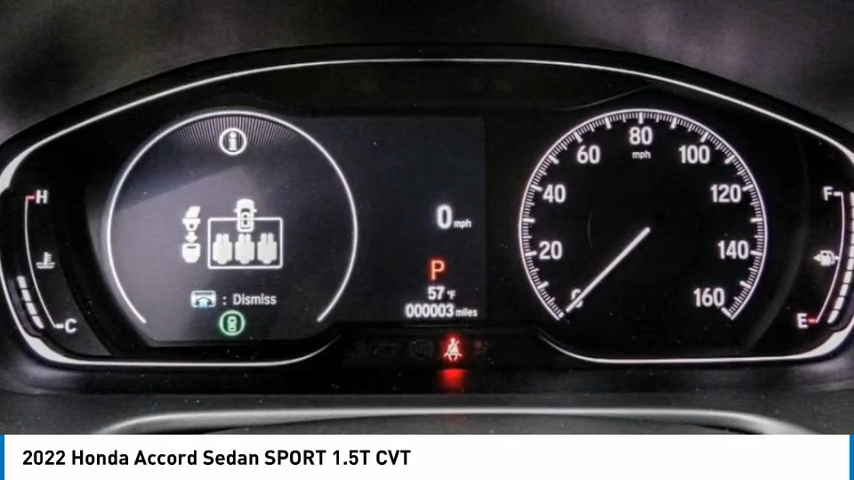 H
C
i
: Dismiss
0 mph
P
57 °F
000003 miles
80
mph
60
100
40
120
20
140
0
160
F
E
2022 Honda Accord Sedan SPORT 1.5T CVT